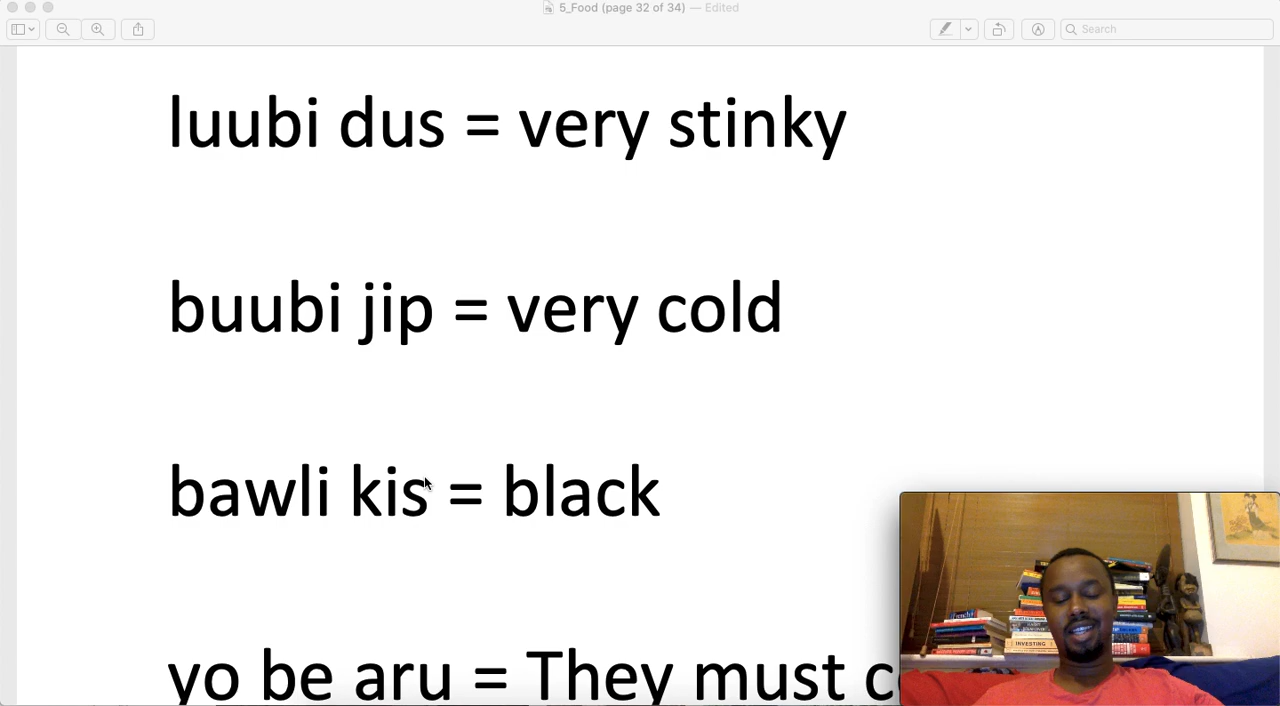 5_Food (page 32 of 34) — Edited
Search
luubi dus = very stinky
buubi jip = very cold
bawli kis = black
yo be aru = They must
INVESTING